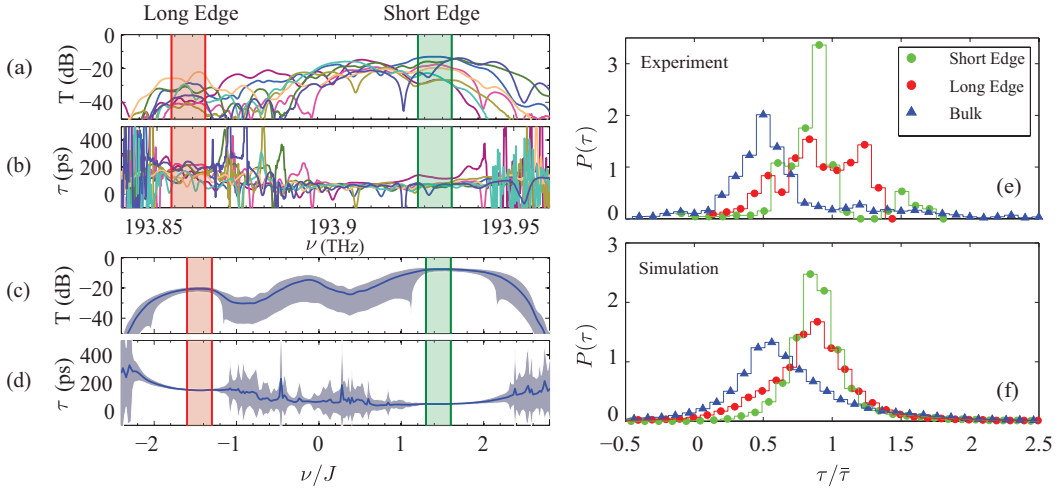 Long Edge
Short Edge
(a)
T (dB)
0
−20
−40
(b)
τ (ps)
400
200
0
193.85
193.9
193.95
ν (THz)
(c)
T (dB)
0
−20
−40
(d)
τ (ps)
400
200
0
−2
−1
0
1
2
ν/J
Experiment
Short Edge
Long Edge
Bulk
P(τ)
3
2
1
0
(e)
Simulation
P(τ)
3
2
1
0
(f)
−0.5
0
0.5
1
1.5
2
2.5
τ/τ̄